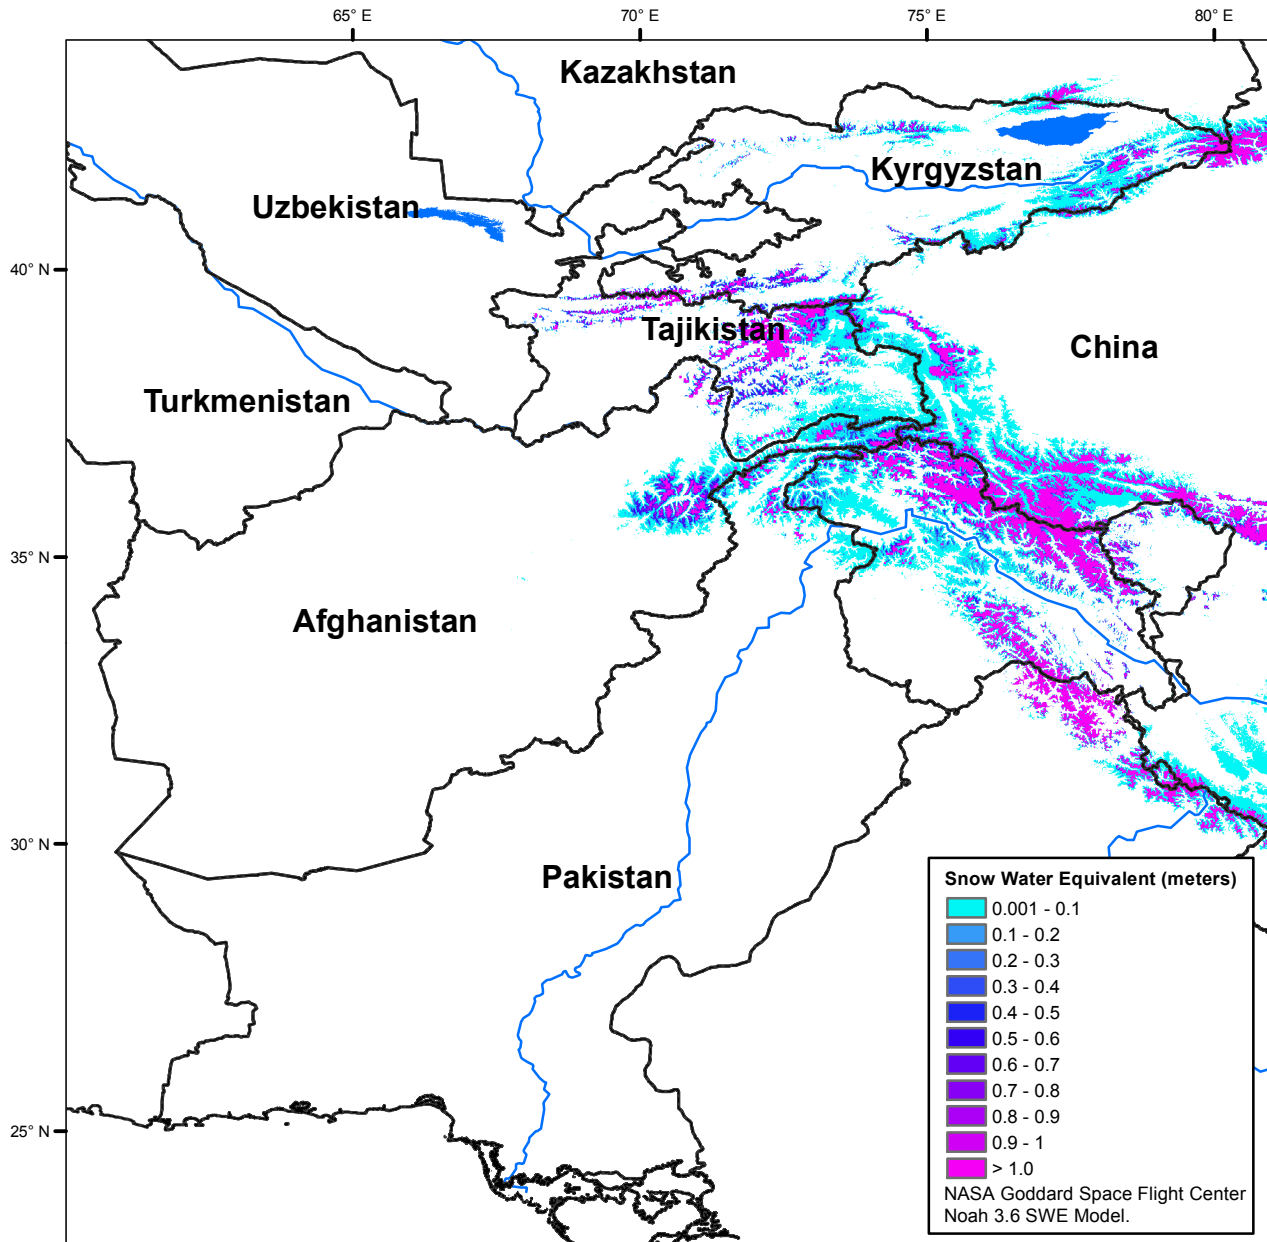 65° E
70° E
75° E
80° E
Kazakhstan
Kyrgyzstan
Uzbekistan
40° N
Tajikistan
China
Turkmenistan
35° N
Afghanistan
30° N
Pakistan
25° N
Snow Water Equivalent (meters)
0.001 - 0.1
0.1 - 0.2
0.2 - 0.3
0.3 - 0.4
0.4 - 0.5
0.5 - 0.6
0.6 - 0.7
0.7 - 0.8
0.8 - 0.9
0.9 - 1
> 1.0
NASA Goddard Space Flight Center
Noah 3.6 SWE Model.